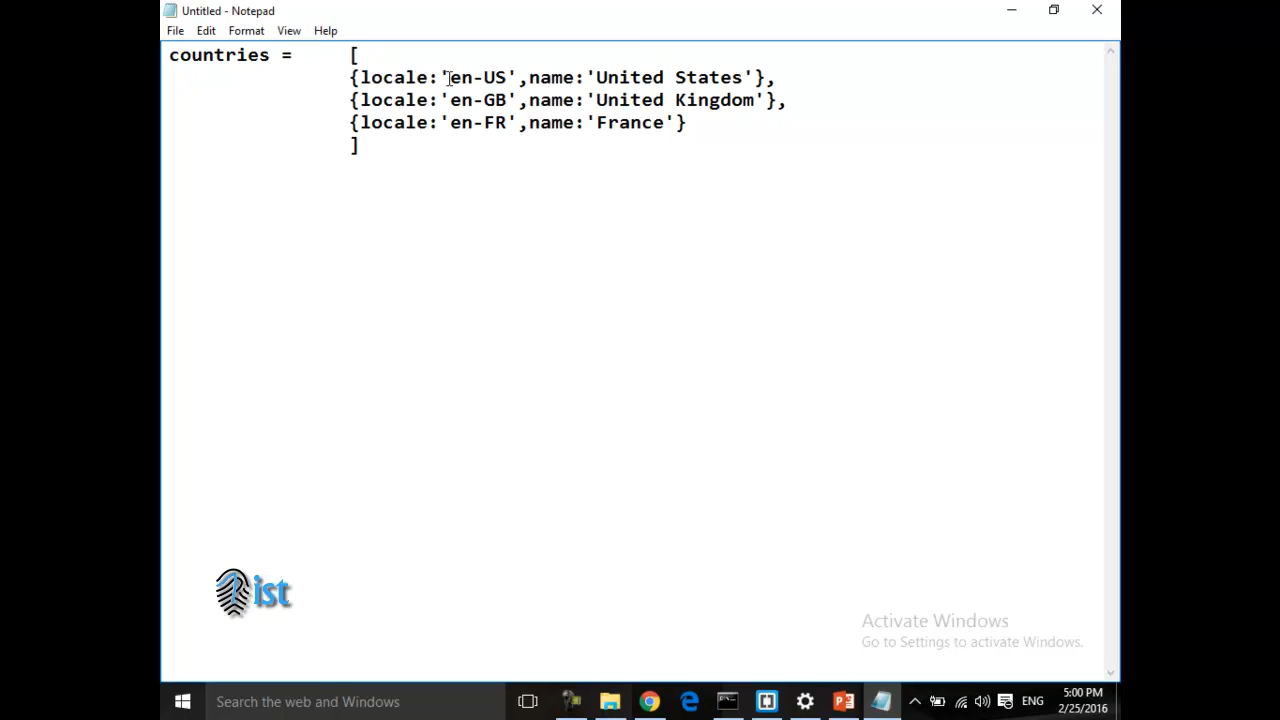 Untitled - Notepad
File Edit Format View Help
countries = [
{locale:'en-US',name:'United States'},
{locale:'en-GB',name:'United Kingdom'},
{locale:'en-FR',name:'France'}
]
ist
Activate Windows
Go to Settings to activate Windows.
Search the web and Windows
ENG
5:00 PM
2/25/2016